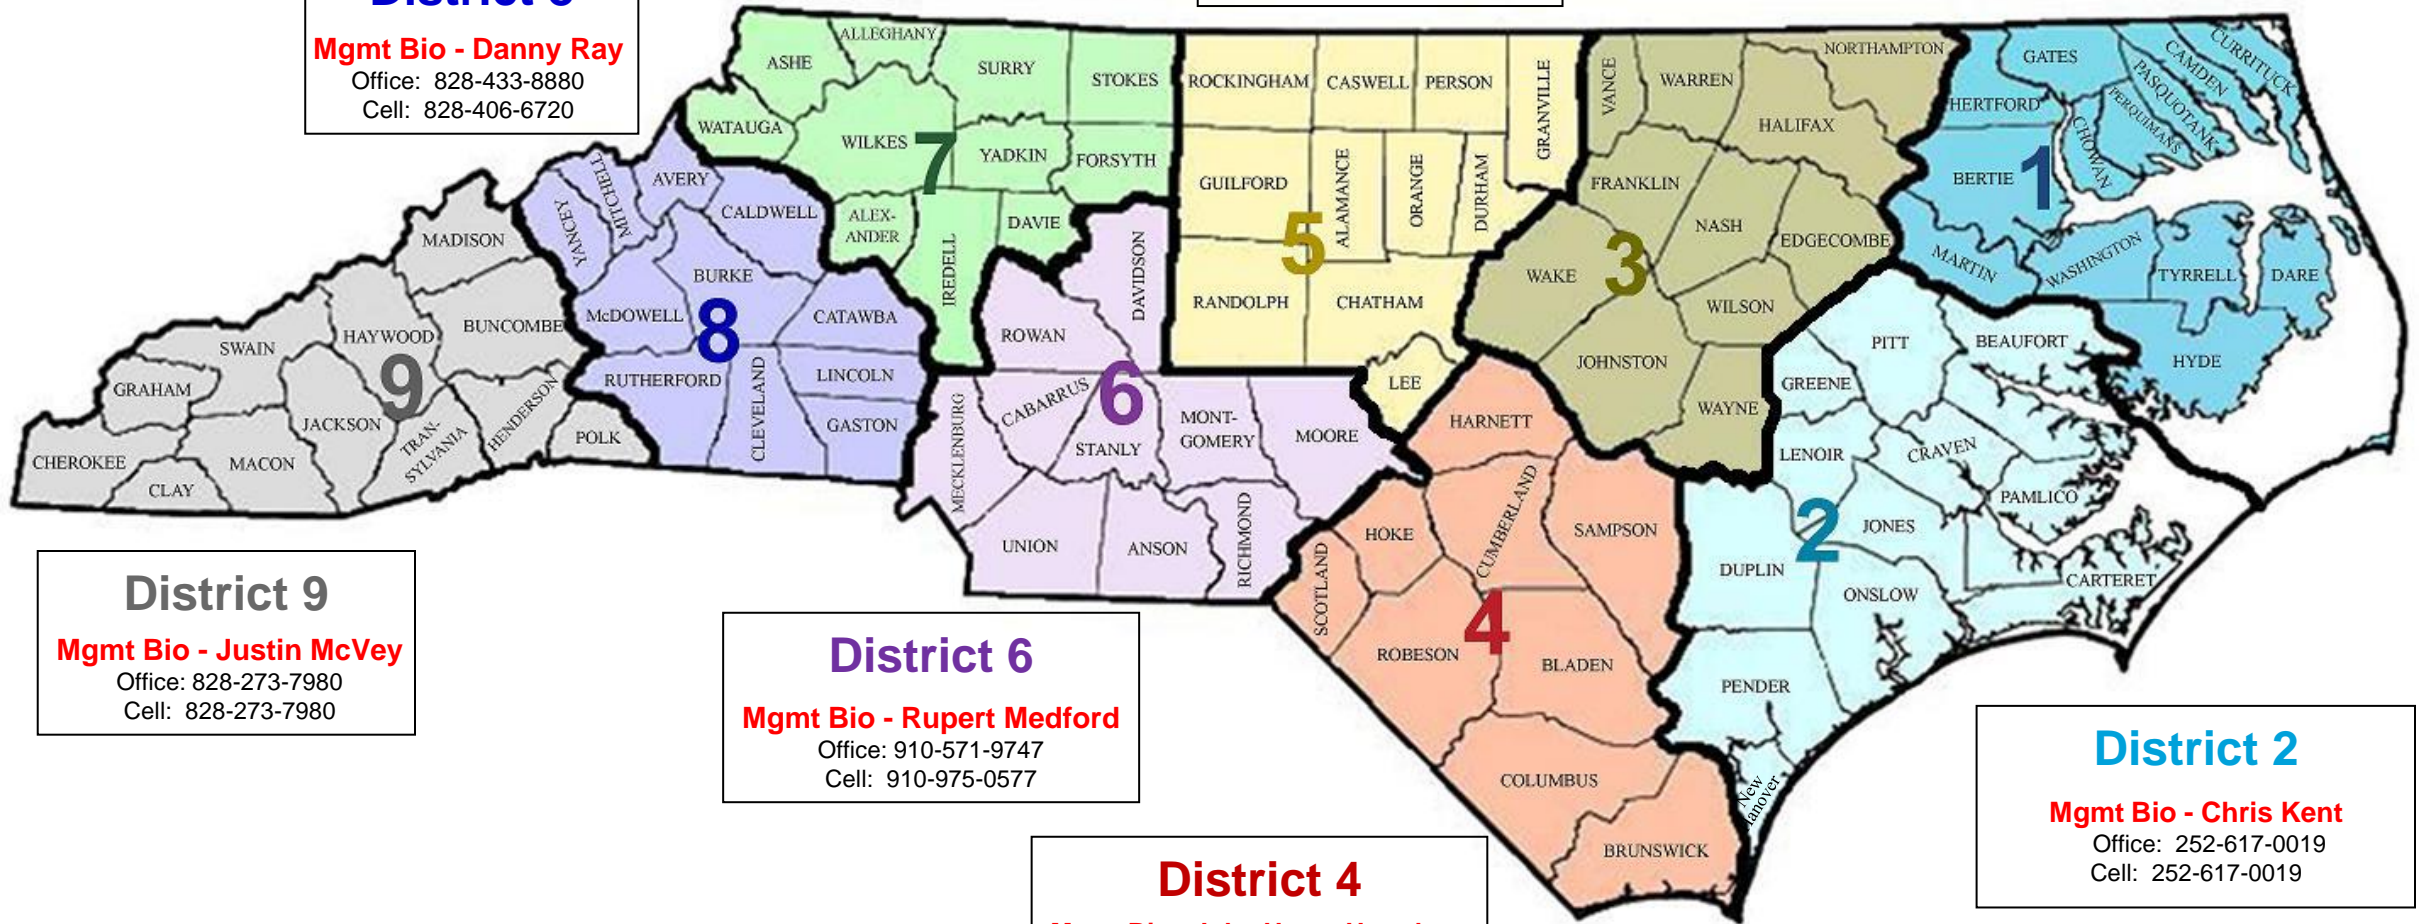 District 8
Mgmt Bio - Danny Ray
Office: 828-433-8880
Cell: 828-406-6720
ASHE
ALLEGHANY
SURRY
STOKES
WATAUGA
WILKES
7
YADKIN
FORSYTH
ALEX-
ANDER
IREDELL
DAVIE
ROCKINGHAM
CASWELL
PERSON
GRANVILLE
GUILFORD
ALAMANCE
ORANGE
DURHAM
5
RANDOLPH
CHATHAM
LEE
VANCE
WARREN
NORTHAMPTON
HALIFAX
FRANKLIN
NASH
EDGECOMBE
WAKE
3
WILSON
JOHNSTON
WAYNE
GATES
CAMDEN
CURRITUCK
PASQUOTANK
PERQUIMANS
HERTFORD
CHOWAN
BERTIE
1
MARTIN
WASHINGTON
TYRRELL
DARE
HYDE
MITCHELL
AVERY
YANCEY
CALDWELL
BURKE
McDOWELL
8
CATAWBA
RUTHERFORD
CLEVELAND
LINCOLN
GASTON
MADISON
BUNCOMBE
HAYWOOD
SWAIN
GRAHAM
9
JACKSON
TRAN-
SYLVANIA
HENDERSON
POLK
CHEROKEE
MACON
CLAY
DAVIDSON
ROWAN
CABARRUS
6
MECKLENBURG
STANLY
MONT-
GOMERY
MOORE
UNION
ANSON
RICHMOND
HARNETT
HOKE
CUMBERLAND
SAMPSON
SCOTLAND
4
ROBESON
BLADEN
COLUMBUS
BRUNSWICK
PITT
BEAUFORT
GREENE
LENOIR
CRAVEN
PAMLICO
2
JONES
DUPLIN
ONSLOW
CARTERET
PENDER
New
Hanover
District 9
Mgmt Bio - Justin McVey
Office: 828-273-7980
Cell: 828-273-7980
District 6
Mgmt Bio - Rupert Medford
Office: 910-571-9747
Cell: 910-975-0577
District 4
District 2
Mgmt Bio - Chris Kent
Office: 252-617-0019
Cell: 252-617-0019